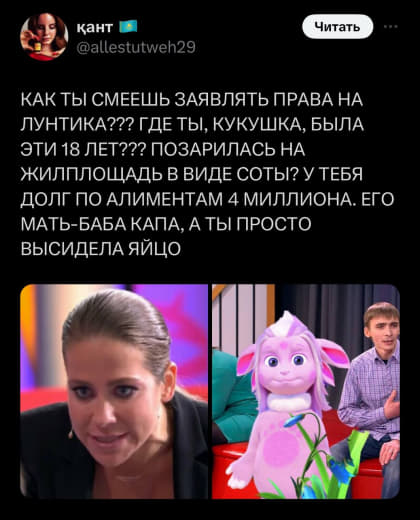 қант
@allestutweh29
Читать
КАК ТЫ СМЕЕШЬ ЗАЯВЛЯТЬ ПРАВА НА
ЛУНТИКА??? ГДЕ ТЫ, КУКУШКА, БЫЛА
ЭТИ 18 ЛЕТ??? ПОЗАРИЛАСЬ НА
ЖИЛПЛОЩАДЬ В ВИДЕ СОТЫ? У ТЕБЯ
ДОЛГ ПО АЛИМЕНТАМ 4 МИЛЛИОНА. ЕГО
МАТЬ-БАБА КАПА, А ТЫ ПРОСТО
ВЫСИДЕЛА ЯЙЦО